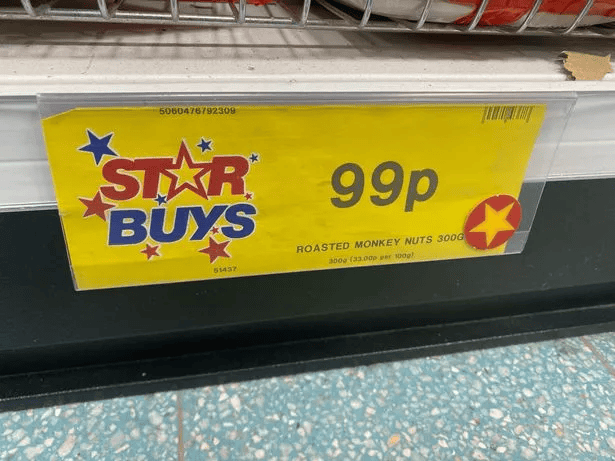 5060476792309
STAR
BUYS
99p
ROASTED MONKEY NUTS 300G
300g (33.00p per 100g)
51437